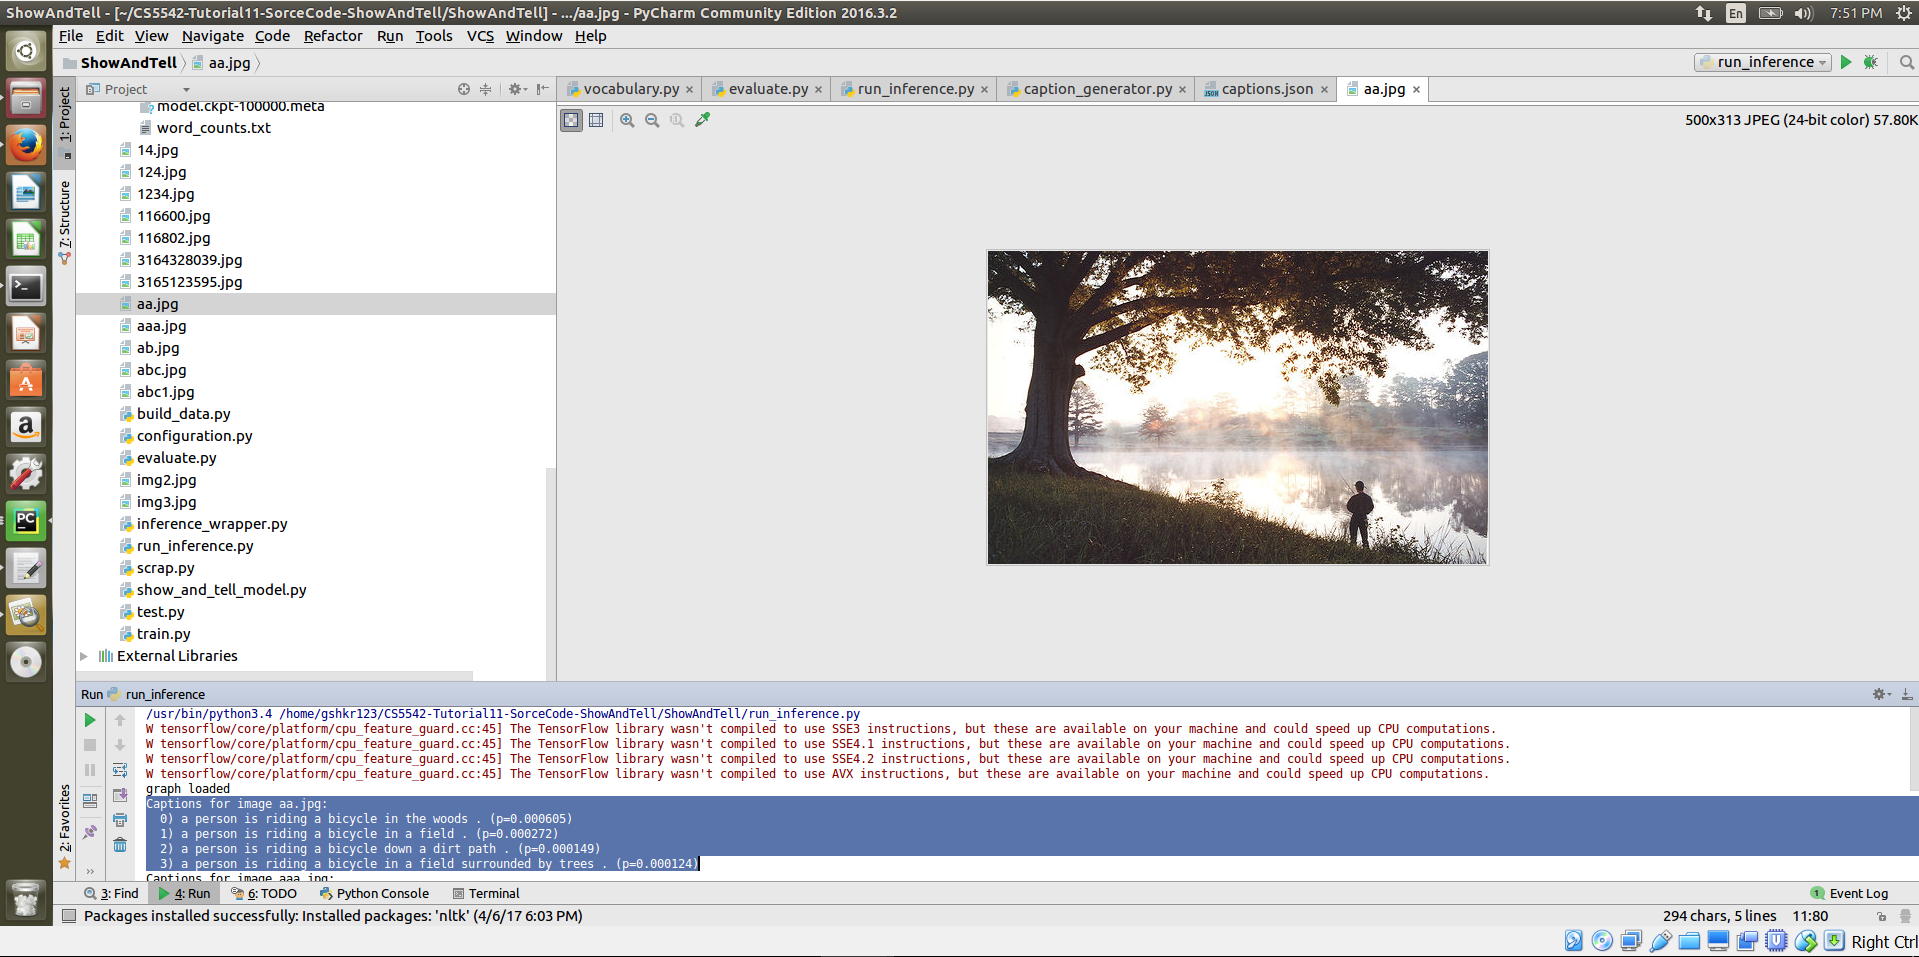 ShowAndTell - [~/CS5542-Tutorial11-SorceCode-ShowAndTell/ShowAndTell] - .../aa.jpg - PyCharm Community Edition 2016.3.2
En
7:51 PM
File Edit View Navigate Code Refactor Run Tools VCS Window Help
ShowAndTell aa.jpg
run_inference
1: Project
7: Structure
2: Favorites
Project
vocabulary.py evaluate.py run_inference.py caption_generator.py captions.json aa.jpg
500x313 JPEG (24-bit color) 57.80K
model.ckpt-100000.meta
word_counts.txt
14.jpg
124.jpg
1234.jpg
116600.jpg
116802.jpg
3164328039.jpg
3165123595.jpg
aa.jpg
aaa.jpg
ab.jpg
abc.jpg
abc1.jpg
build_data.py
configuration.py
evaluate.py
img2.jpg
img3.jpg
inference_wrapper.py
run_inference.py
scrap.py
show_and_tell_model.py
test.py
train.py
External Libraries
Run run_inference
/usr/bin/python3.4 /home/gshkr123/CS5542-Tutorial11-SorceCode-ShowAndTell/ShowAndTell/run_inference.py
W tensorflow/core/platform/cpu_feature_guard.cc:45] The TensorFlow library wasn't compiled to use SSE3 instructions, but these are available on your machine and could speed up CPU computations.
W tensorflow/core/platform/cpu_feature_guard.cc:45] The TensorFlow library wasn't compiled to use SSE4.1 instructions, but these are available on your machine and could speed up CPU computations.
W tensorflow/core/platform/cpu_feature_guard.cc:45] The TensorFlow library wasn't compiled to use SSE4.2 instructions, but these are available on your machine and could speed up CPU computations.
W tensorflow/core/platform/cpu_feature_guard.cc:45] The TensorFlow library wasn't compiled to use AVX instructions, but these are available on your machine and could speed up CPU computations.
graph loaded
Captions for image aa.jpg:
0) a person is riding a bicycle in the woods . (p=0.000605)
1) a person is riding a bicycle in a field . (p=0.000272)
2) a person is riding a bicycle down a dirt path . (p=0.000149)
3) a person is riding a bicycle in a field surrounded by trees . (p=0.000124)
Captions for image aaa.jpg:
3: Find 4: Run 6: TODO Python Console Terminal 1 Event Log
Packages installed successfully: Installed packages: 'nltk' (4/6/17 6:03 PM) 294 chars, 5 lines 11:80
Right Ctrl